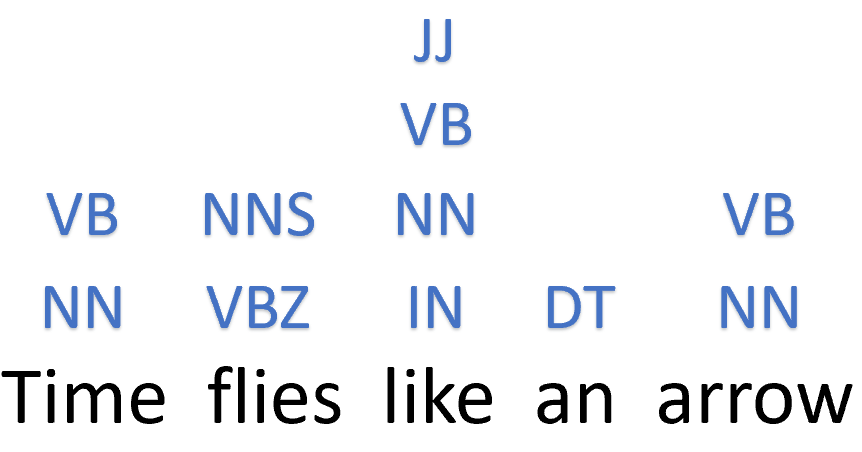 JJ
VB
VB NNS NN VB
NN VBZ IN DT NN
Time flies like an arrow